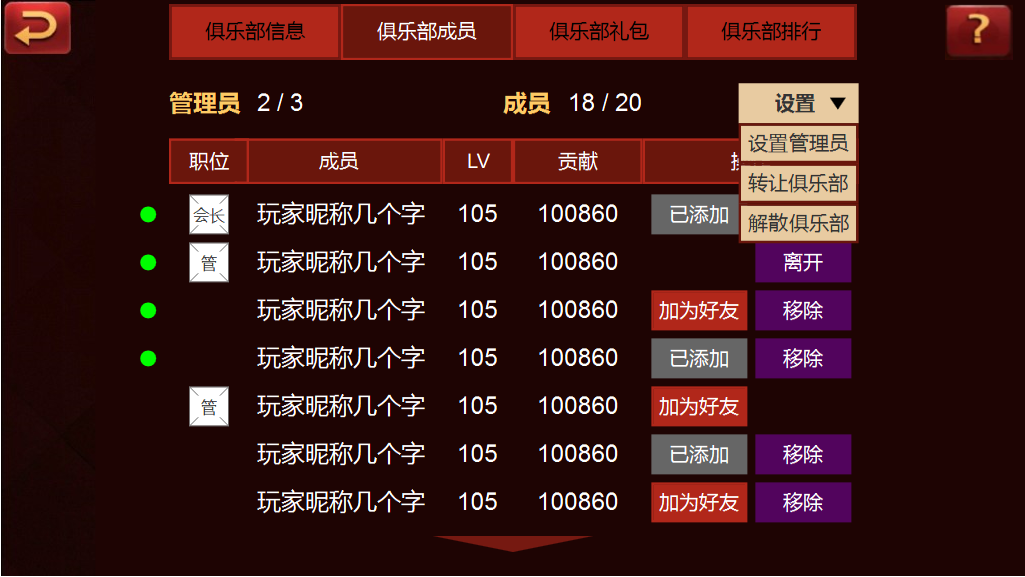 俱乐部信息 俱乐部成员 俱乐部礼包 俱乐部排行 ?
管理员 2 / 3 成员 18 / 20 设置
设置管理员
转让俱乐部
解散俱乐部
职位 成员 LV 贡献
会长 玩家昵称几个字 105 100860 已添加
管 玩家昵称几个字 105 100860 离开
玩家昵称几个字 105 100860 加为好友 移除
玩家昵称几个字 105 100860 已添加 移除
管 玩家昵称几个字 105 100860 加为好友
玩家昵称几个字 105 100860 已添加 移除
玩家昵称几个字 105 100860 加为好友 移除